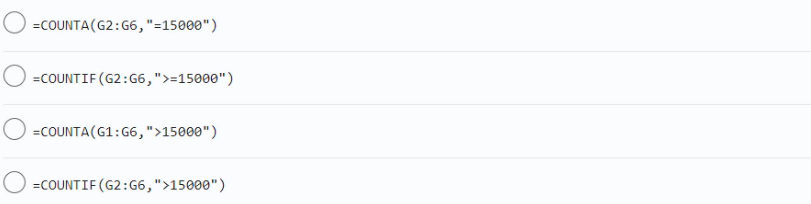 =COUNTA(G2:G6,"=15000")
=COUNTIF(G2:G6,">=15000")
=COUNTA(G1:G6,">15000")
=COUNTIF(G2:G6,">15000")